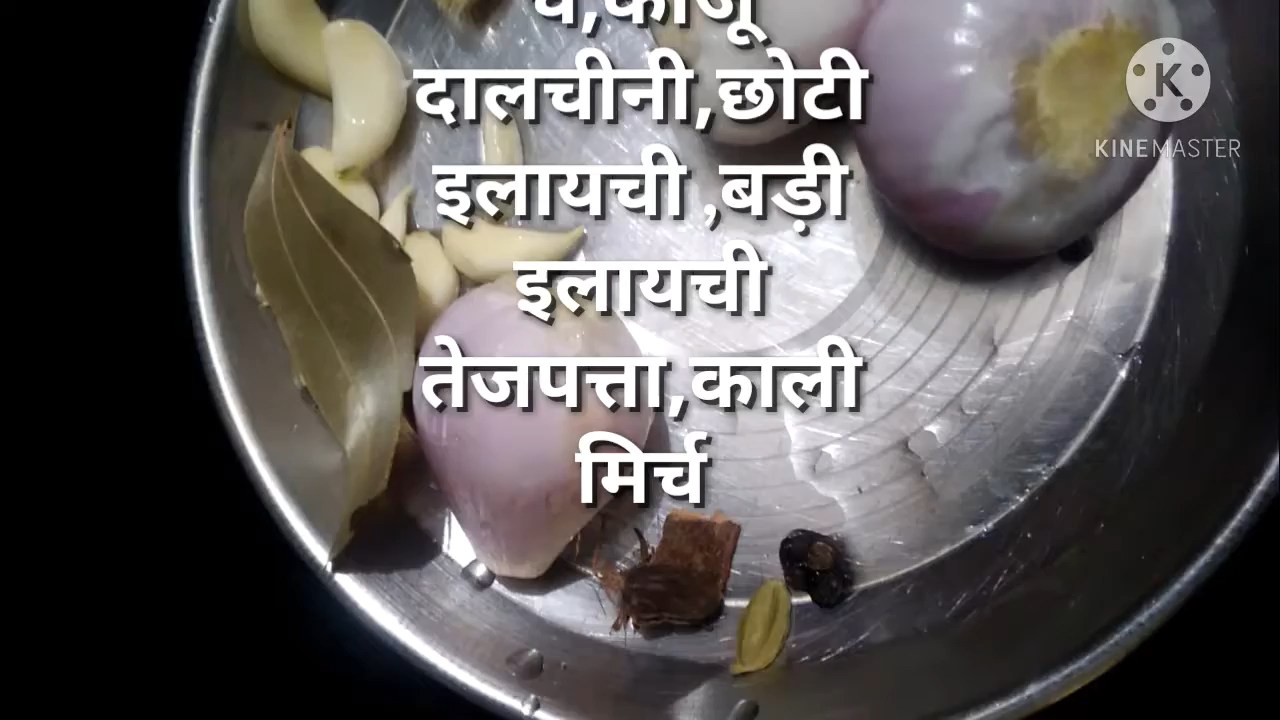 काजू
दालचीनी,छोटी
इलायची ,बड़ी
इलायची
तेजपत्ता,काली
मिर्च
K
KINEMASTER